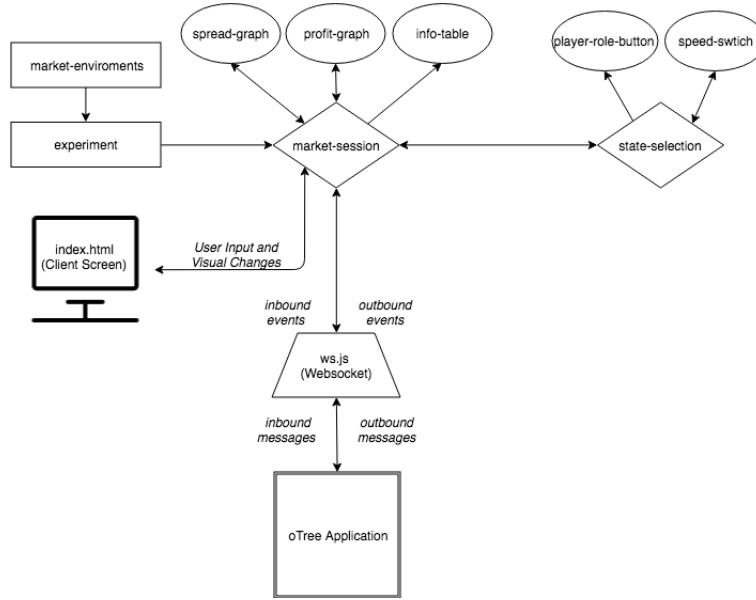 spread-graph
profit-graph
info-table
player-role-button
speed-swtich
market-enviroments
experiment
market-session
state-selection
index.html
(Client Screen)
User Input and
Visual Changes
inbound
events
outbound
events
ws.js
(Websocket)
inbound
messages
outbound
messages
oTree Application